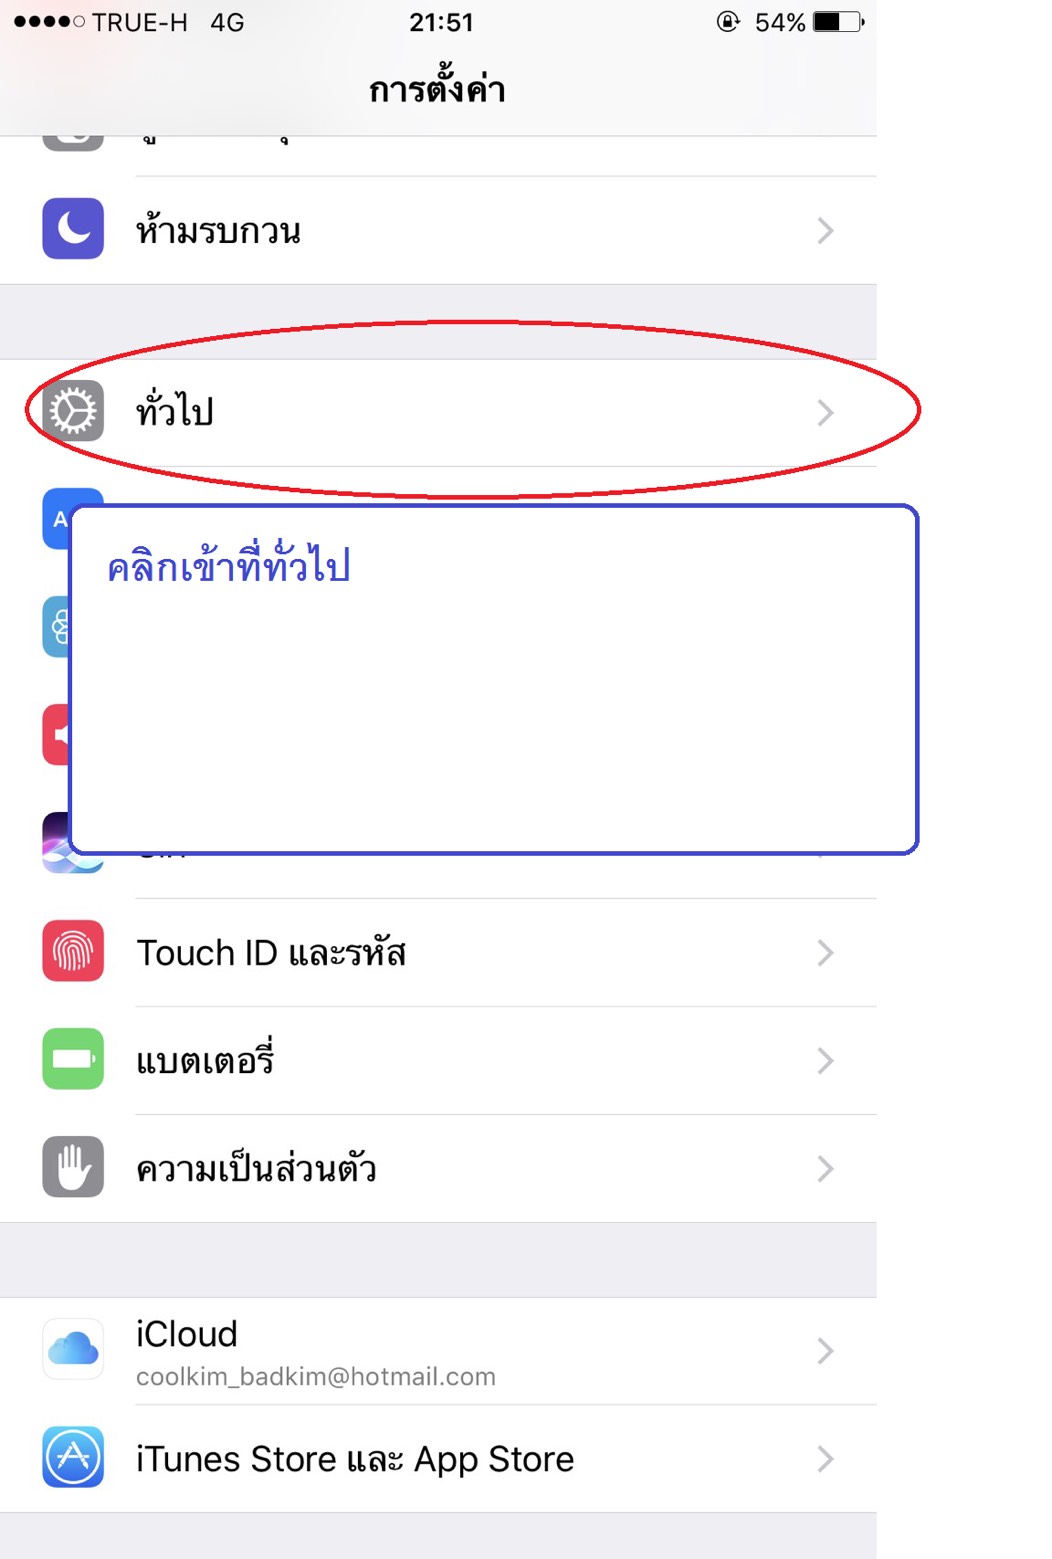 TRUE-H 4G 21:51 54%
การตั้งค่า
ห้ามรบกวน
ทั่วไป
คลิกเข้าที่ทั่วไป
Touch ID และรหัส
แบตเตอรี่
ความเป็นส่วนตัว
iCloud
coolkim_badkim@hotmail.com
iTunes Store และ App Store